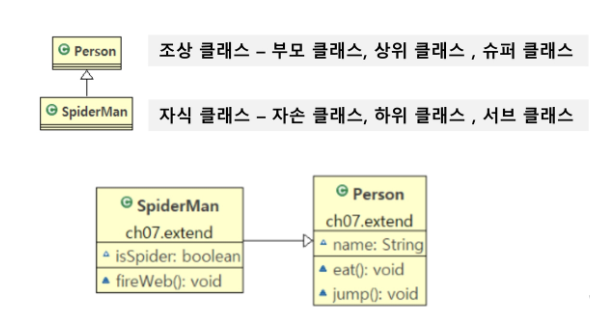 Person
조상 클래스 – 부모 클래스, 상위 클래스 , 슈퍼 클래스
SpiderMan
자식 클래스 – 자손 클래스, 하위 클래스 , 서브 클래스
SpiderMan
ch07.extend
isSpider: boolean
fireWeb(): void
Person
ch07.extend
name: String
eat(): void
jump(): void